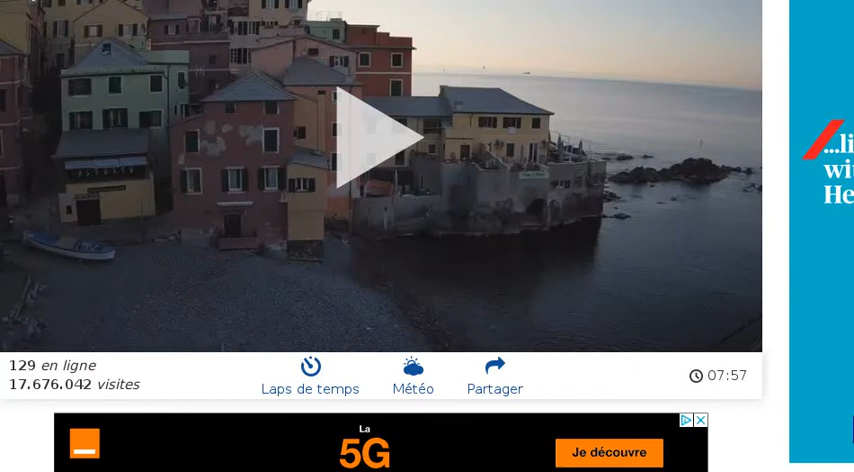 ...li
wit
He
129 en ligne
17.676.042 visites
Laps de temps
Météo
Partager
07:57
La
5G
Je découvre